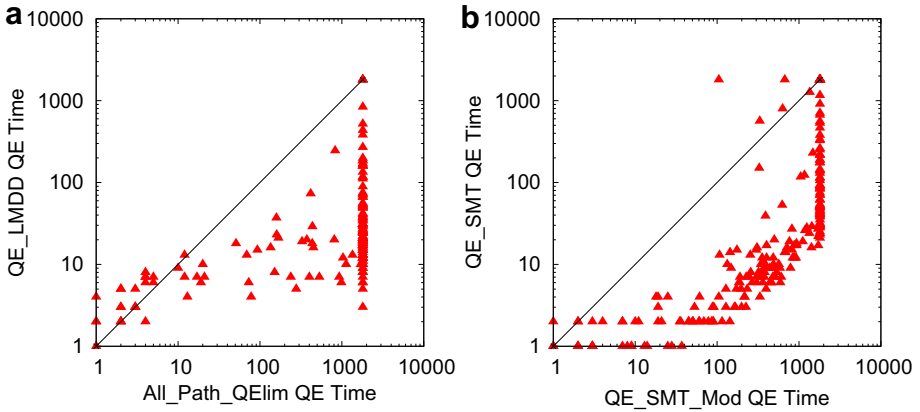 a
10000
1000
100
10
1
QE_LMDD QE Time
1 10 100 1000 10000
All_Path_QElim QE Time
b
10000
1000
100
10
1
QE_SMT QE Time
1 10 100 1000 10000
QE_SMT_Mod QE Time